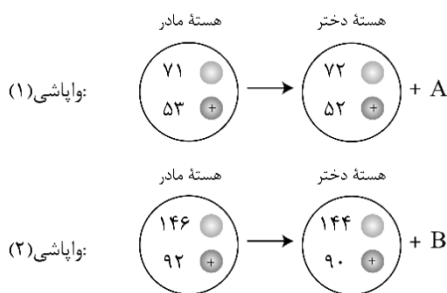 هستهٔ مادر هستهٔ دختر
واپاشی(۱): ۷۱ ۷۲ + A
۵۳ + ۵۲ +
هستهٔ مادر هستهٔ دختر
واپاشی(۲): ۱۴۶ ۱۴۴ + B
۹۲ + ۹۰ +